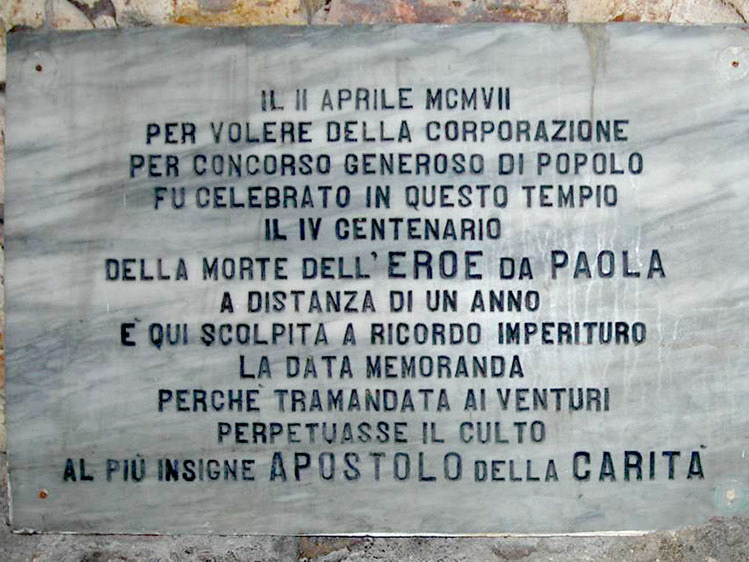 IL II APRILE MCMVII
PER VOLERE DELLA CORPORAZIONE
PER CONCORSO GENEROSO DI POPOLO
FU CELEBRATO IN QUESTO TEMPIO
IL IV CENTENARIO
DELLA MORTE DELL'EROE DA PAOLA
A DISTANZA DI UN ANNO
È QUI SCOLPITA A RICORDO IMPERITURO
LA DATA MEMORANDA
PERCHÈ TRAMANDATA AI VENTURI
PERPETUASSE IL CULTO
AL PIÙ INSIGNE APOSTOLO DELLA CARITÀ